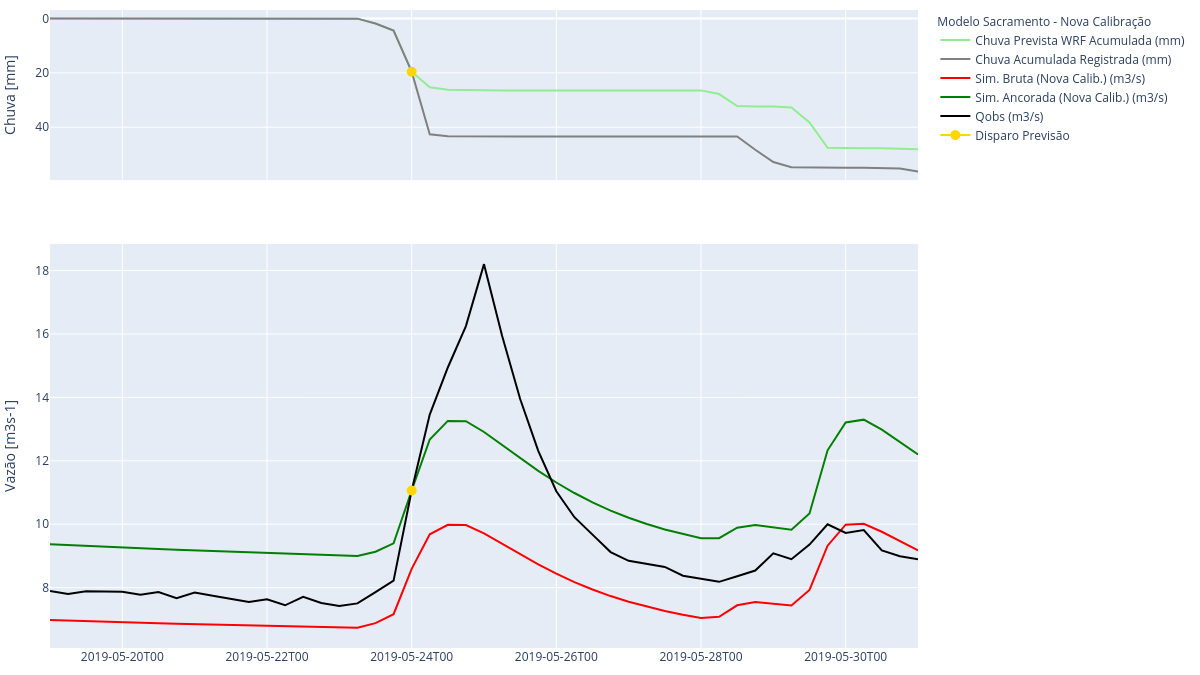 Modelo Sacramento - Nova Calibração
Chuva Prevista WRF Acumulada (mm)
Chuva Acumulada Registrada (mm)
Sim. Bruta (Nova Calib.) (m3/s)
Sim. Ancorada (Nova Calib.) (m3/s)
Qobs (m3/s)
Disparo Previsão
Chuva [mm]
0
20
40
Vazão [m3s-1]
18
16
14
12
10
8
2019-05-20T00
2019-05-22T00
2019-05-24T00
2019-05-26T00
2019-05-28T00
2019-05-30T00